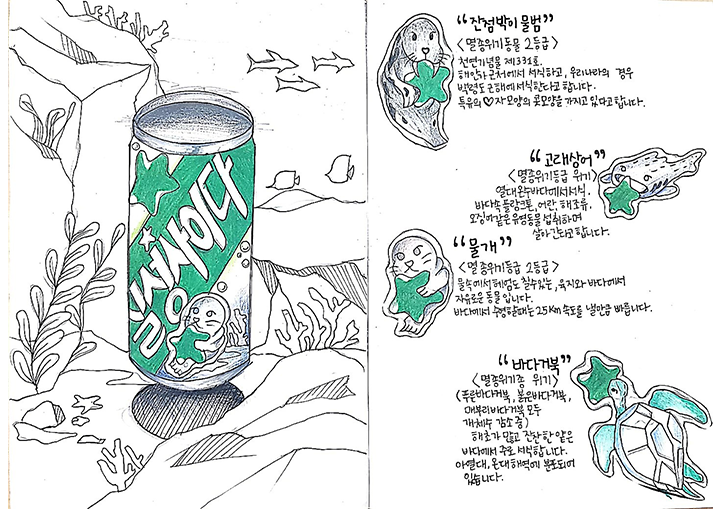 칠성사이다
"점박이 물범"
<멸종위기동물 2등급>
천연기념물 제331호.
해안가 근처에서 서식하고, 우리나라의 경우
백령도 근해에서 서식한다고 합니다.
특유의 ♡자 모양의 콧모양을 가지고 있다고 합니다.
"고래상어"
<멸종위기등급 위기>
열대 온수바다에서 서식.
바다속 플랑크톤, 어란, 해조류,
오징어같은 유영동물 섭취하며
살아간다고 합니다.
"물개"
<멸종위기등급 2등급>
물속에서 헤엄도 칠수있는, 육지와 바다에서
자유로운 동물입니다.
바다에서 수영할때는 25km 속도를 낼만큼 빠릅니다.
"바다거북"
<멸종위기종 위기>
(푸른바다거북, 붉은바다거북,
매부리바다거북 모두
개체수 감소 중)
해초가 많고 잔잔한 얕은
바다에서 주로 서식합니다.
아열대, 온대 해역에 분포되어
있습니다.